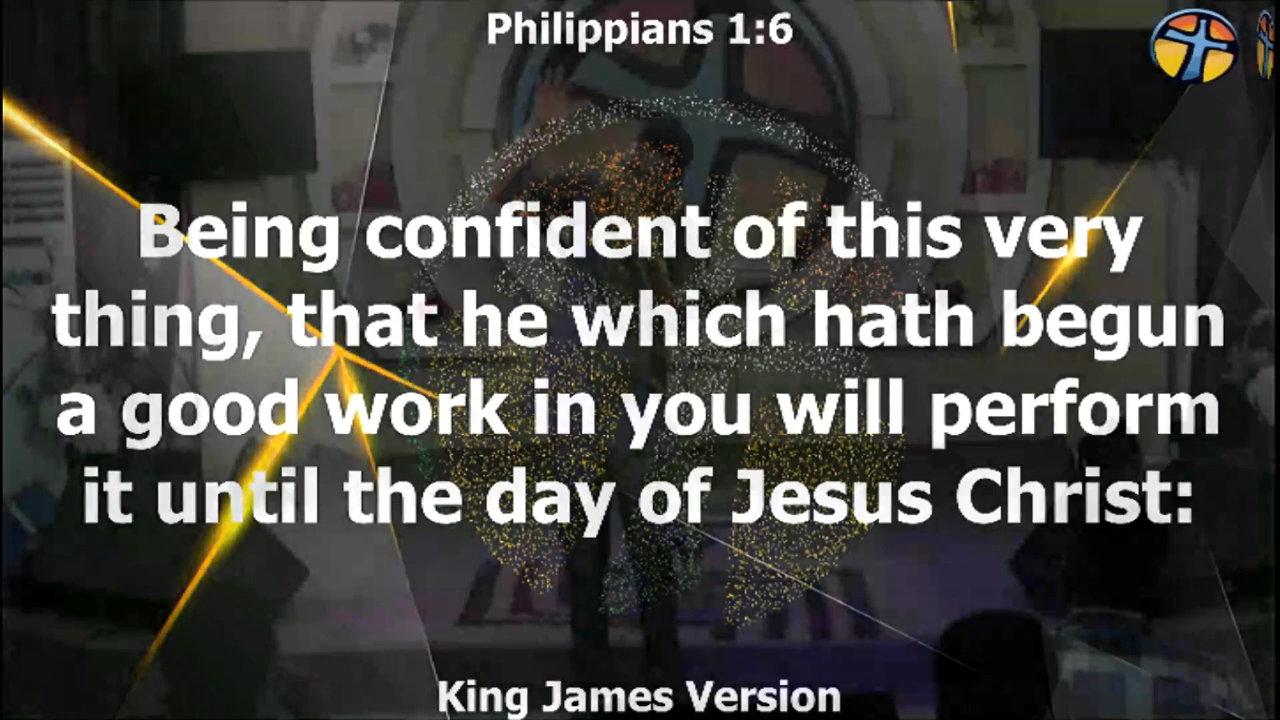 Philippians 1:6
Being confident of this very
thing, that he which hath begun
a good work in you will perform
it until the day of Jesus Christ:
King James Version